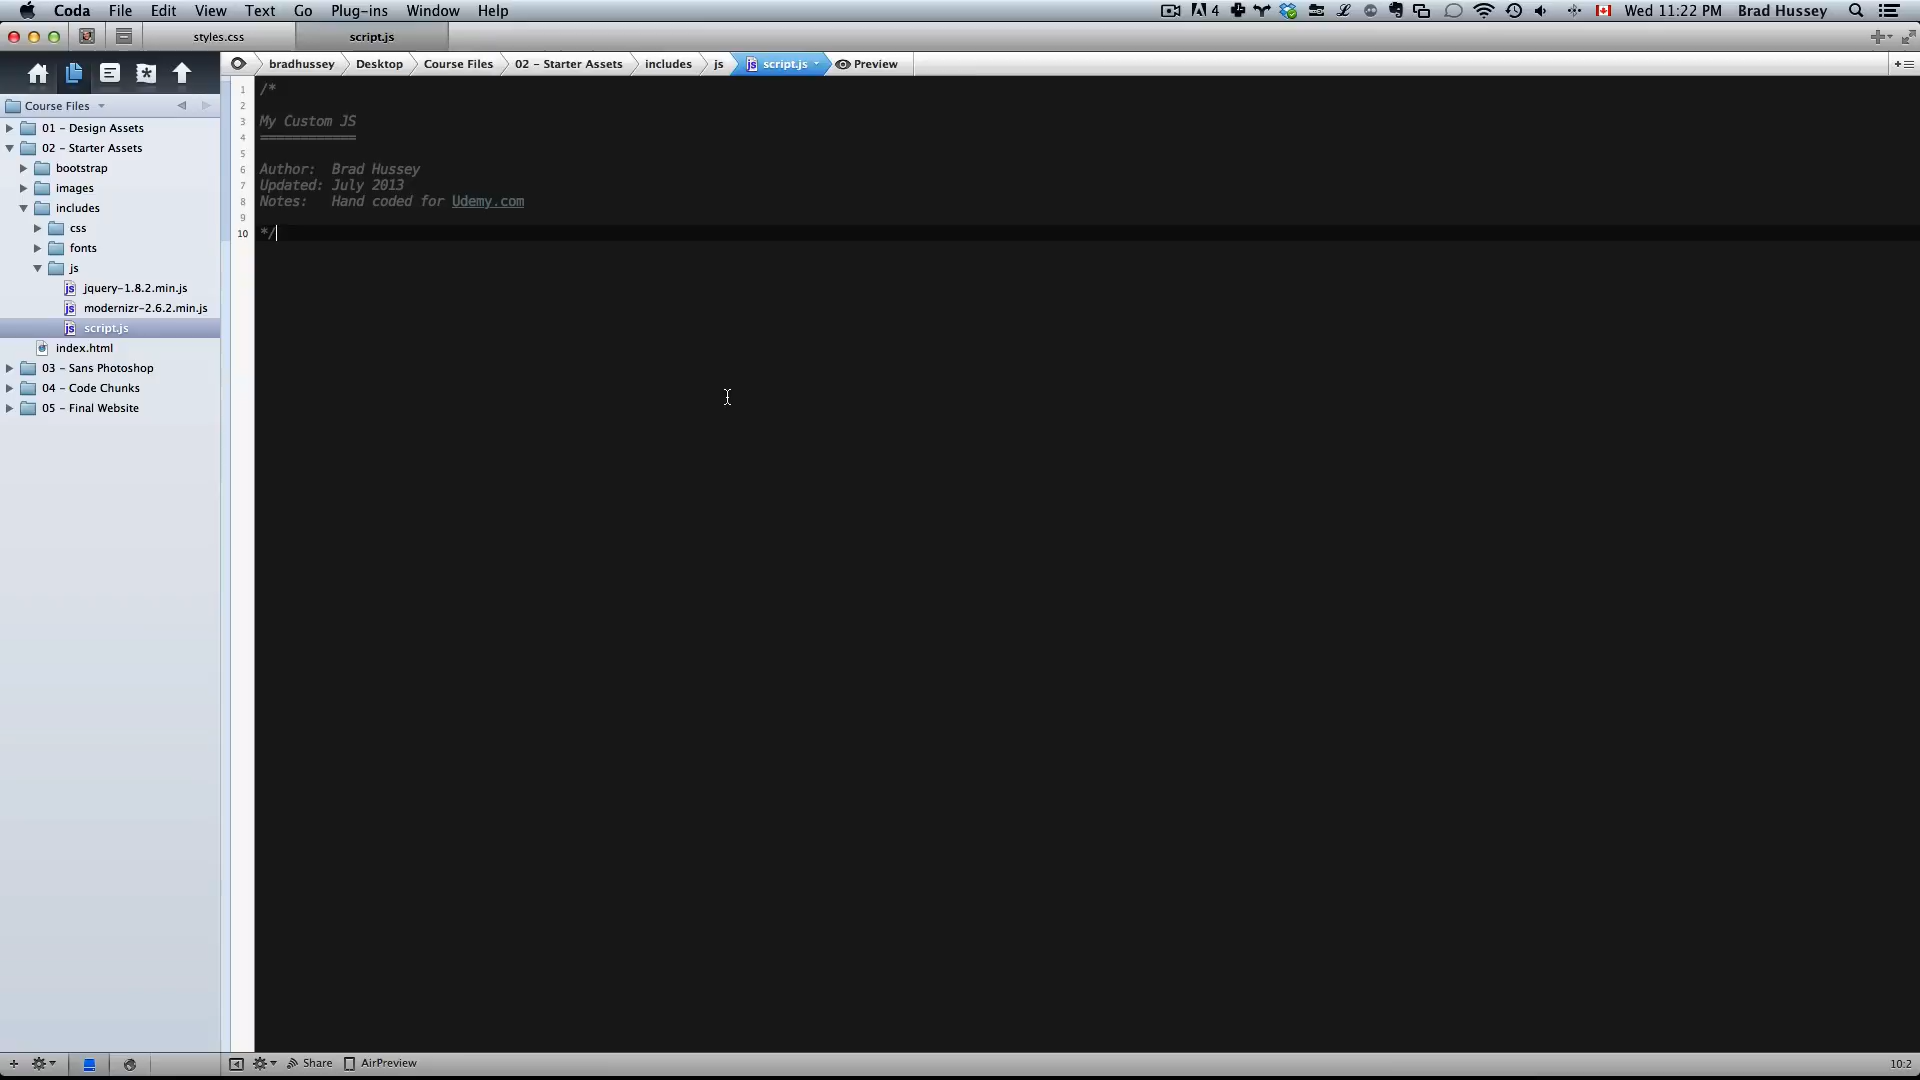 Coda File Edit View Text Go Plug-ins Window Help 4 Wed 11:22 PM Brad Hussey
styles.css script.js
bradhussey Desktop Course Files 02 - Starter Assets includes js script.js Preview
Course Files
01 - Design Assets
02 - Starter Assets
bootstrap
images
includes
css
fonts
js
jquery-1.8.2.min.js
modernizr-2.6.2.min.js
script.js
index.html
03 - Sans Photoshop
04 - Code Chunks
05 - Final Website
1 /*
2
3 My Custom JS
4 ============
5
6 Author: Brad Hussey
7 Updated: July 2013
8 Notes: Hand coded for Udemy.com
9
10 */
Share AirPreview 10:2